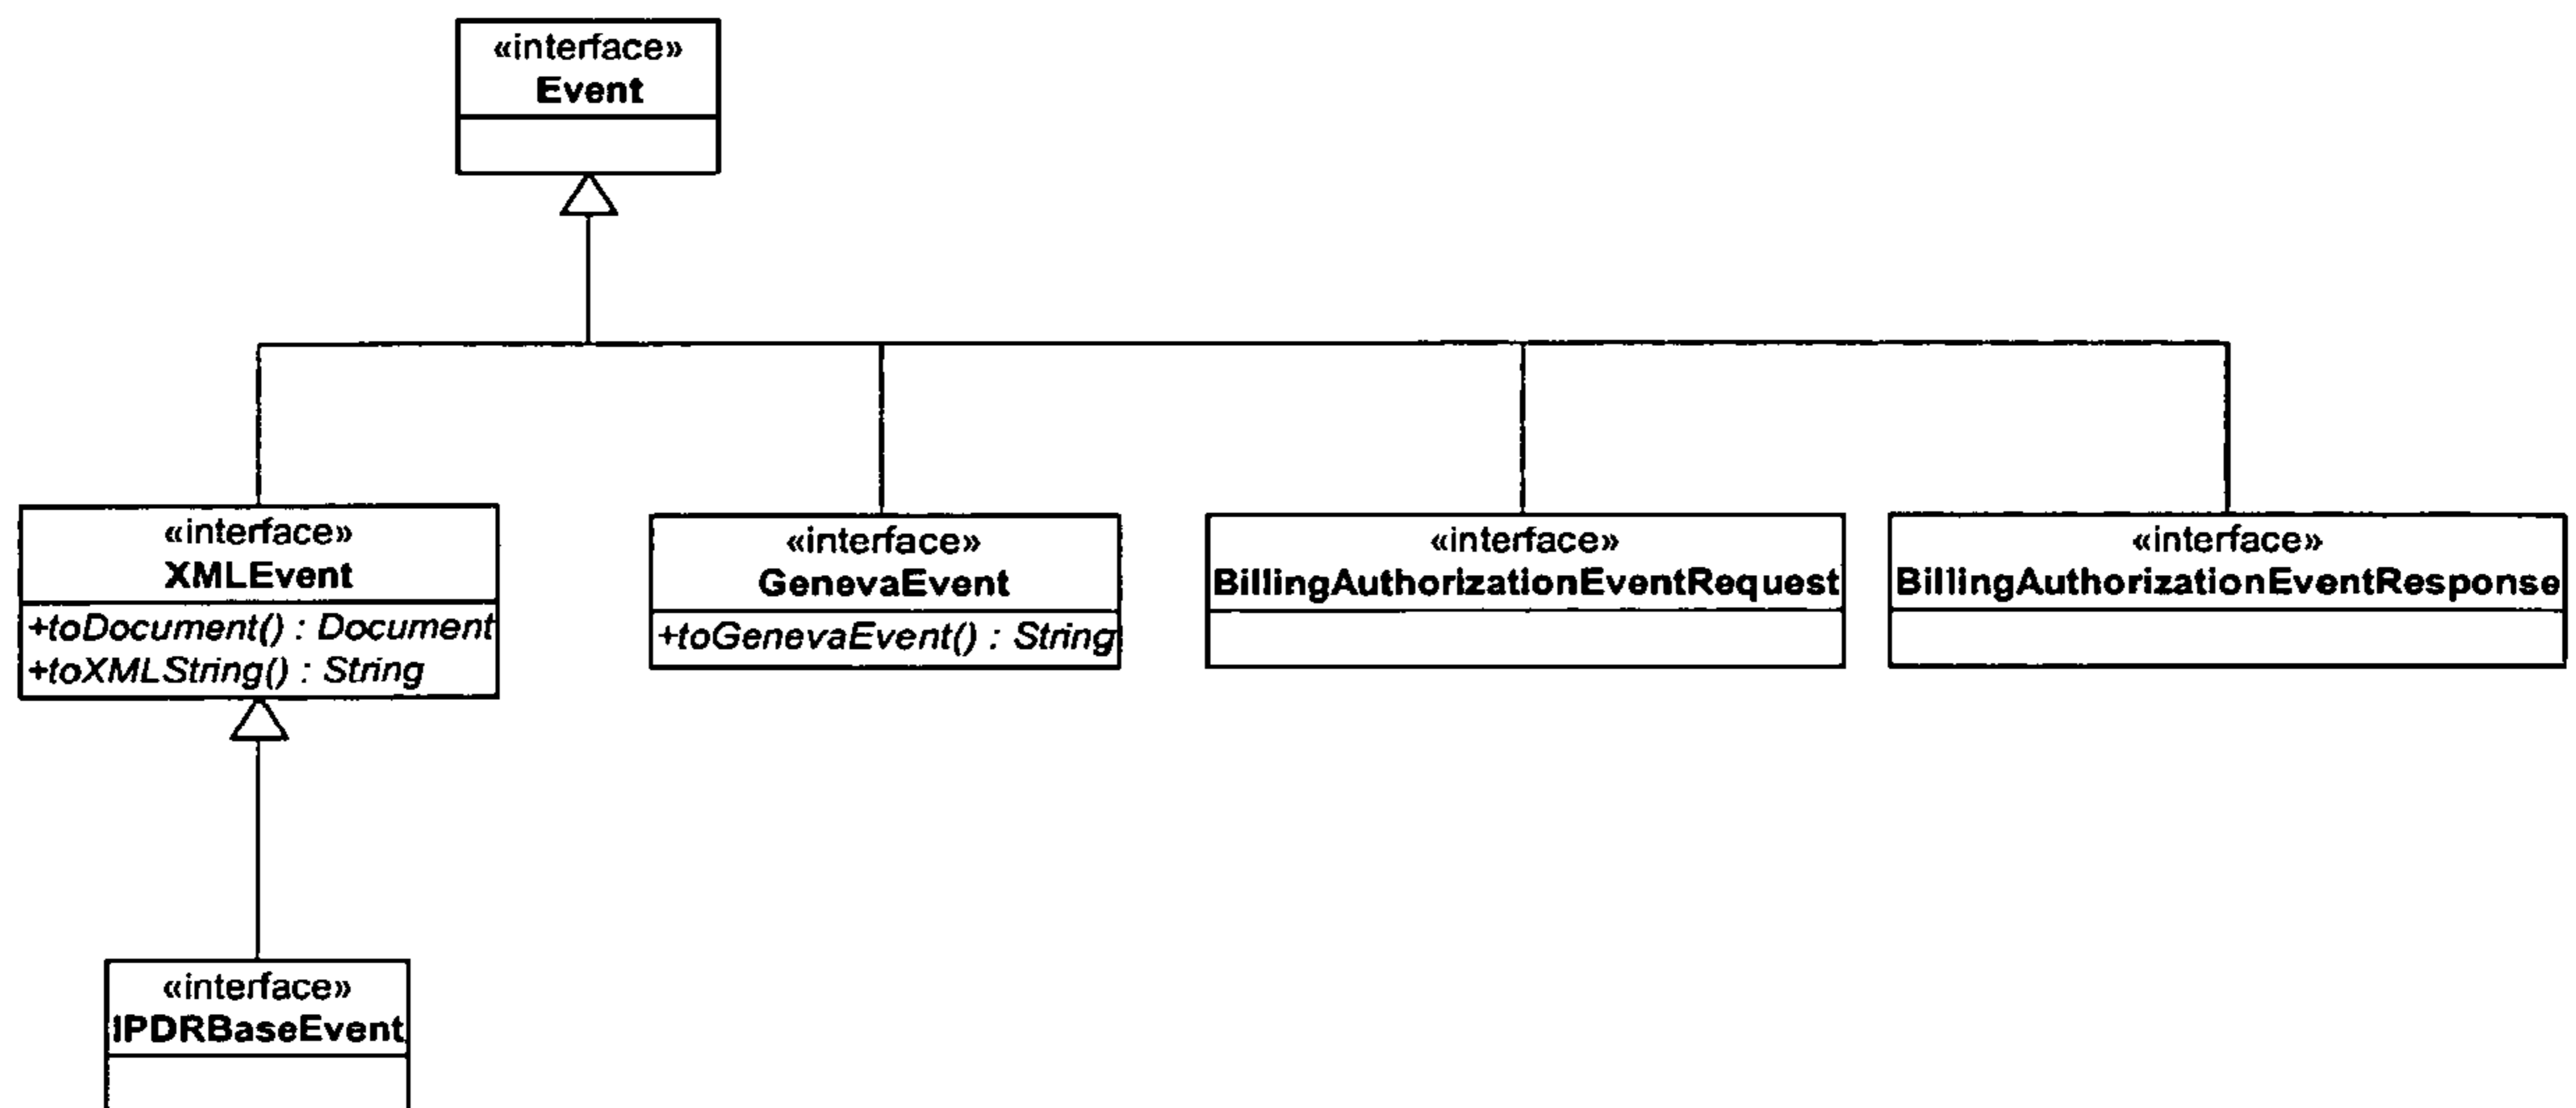 «interface»
Event
«interface»
XMLEvent
+toDocument() : Document
+toXMLString() : String
«interface»
GenevaEvent
+toGenevaEvent() : String
«interface»
BillingAuthorizationEventRequest
«interface»
BillingAuthorizationEventResponse
«interface»
IPDRBaseEvent